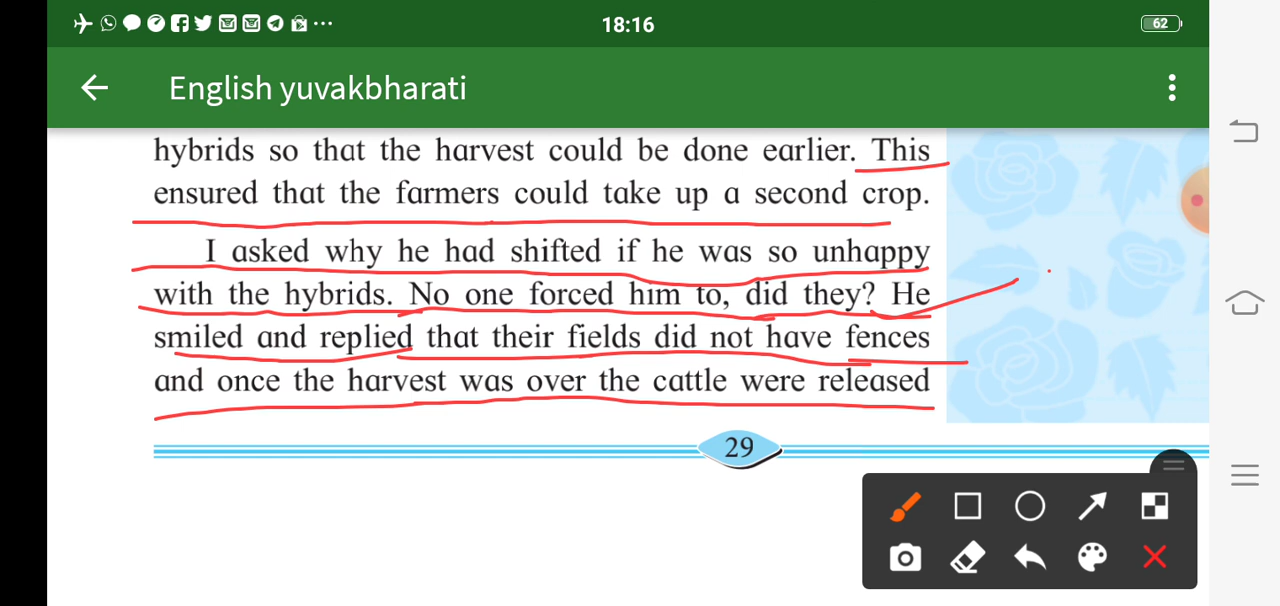 18:16
62
English yuvakbharati
hybrids so that the harvest could be done earlier. This
ensured that the farmers could take up a second crop.
I asked why he had shifted if he was so unhappy
with the hybrids. No one forced him to, did they? He
smiled and replied that their fields did not have fences
and once the harvest was over the cattle were released
29